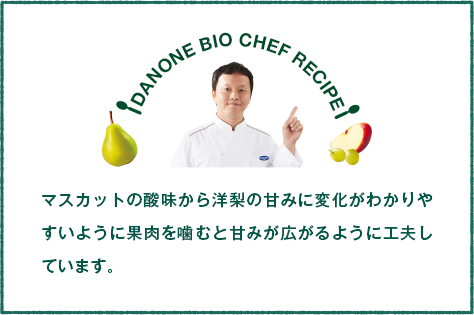 DANONE BIO CHEF RECIPE
マスカットの酸味から洋梨の甘みに変化がわかりや
すいように果肉を噛むと甘みが広がるように工夫し
ています。